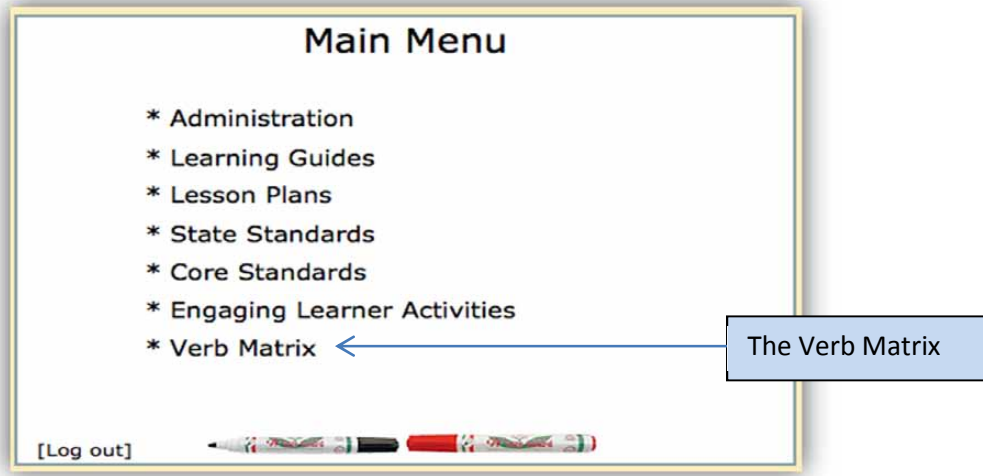 Main Menu
* Administration
* Learning Guides
* Lesson Plans
* State Standards
* Core Standards
* Engaging Learner Activities
* Verb Matrix
The Verb Matrix
[Log out]